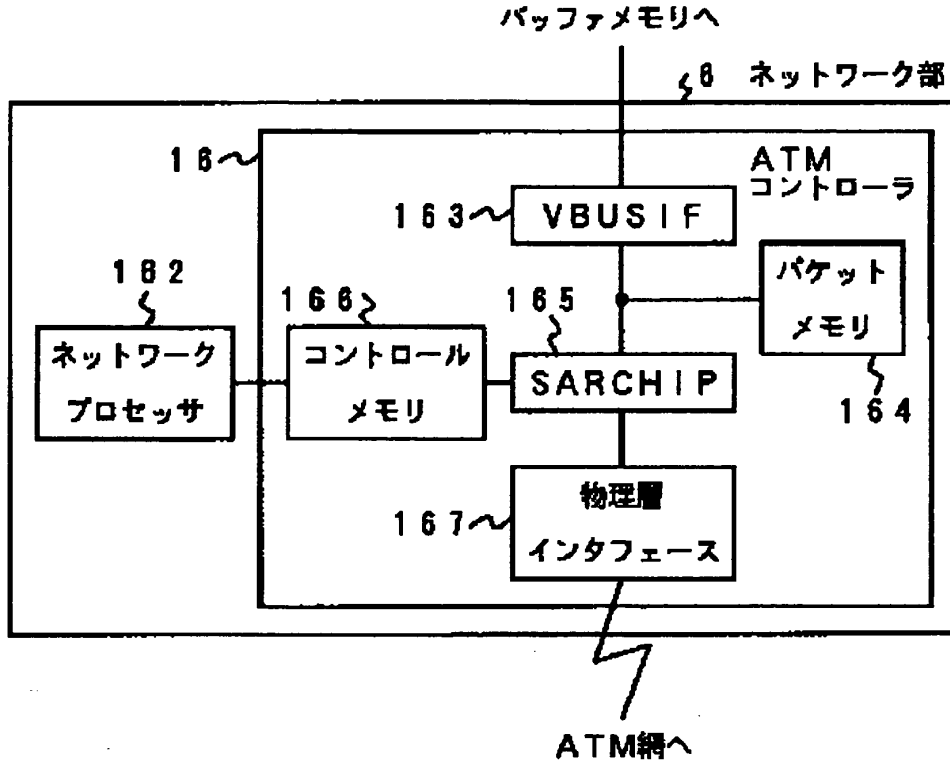 バッファメモリへ
6 ネットワーク部
16
ATM
コントローラ
163
VBUSIF
162
166
165
パケット
メモリ
ネットワーク
プロセッサ
コントロール
メモリ
SARCHIP
164
167
物理層
インタフェース
ATM網へ